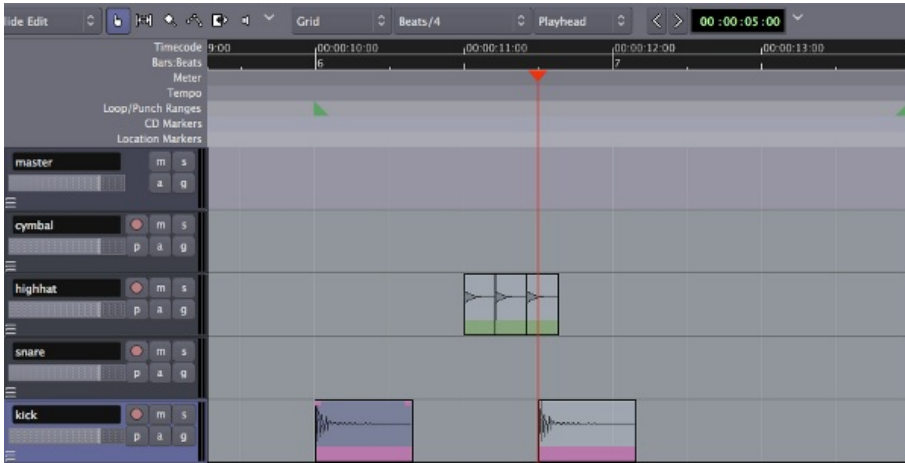 lide Edit Grid Beats/4 Playhead 00:00:05:00
Timecode 9:00 00:00:10:00 00:00:11:00 00:00:12:00 00:00:13:00
Bars:Beats 6 7
Meter
Tempo
Loop/Punch Ranges
CD Markers
Location Markers
master m s
a g
cymbal m s
p a g
highhat m s
p a g
snare m s
p a g
kick m s
p a g